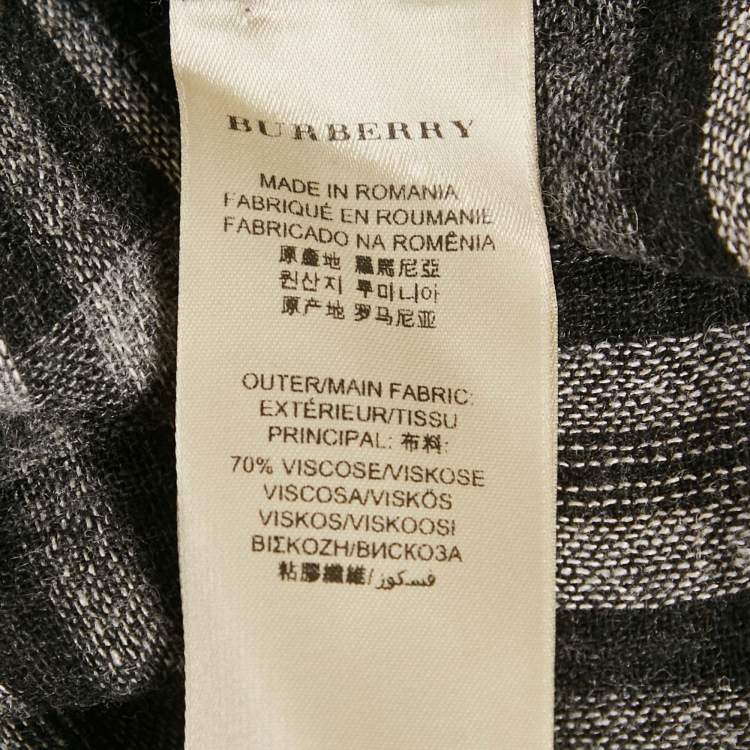 BURBERRY
MADE IN ROMANIA
FABRIQUÉ EN ROUMANIE
FABRICADO NA ROMÊNIA
原產地 羅馬尼亞
원산지 루마니아
原产地 罗马尼亚
OUTER/MAIN FABRIC:
EXTÉRIEUR/TISSU
PRINCIPAL: 布料:
70% VISCOSE/VISKOSE
VISCOSA/VISKÓS
VISKOS/VISKOOSI
ΒΙΣΚΟΖΗ/ВИСКОЗА
粘膠纖維/فسكوز